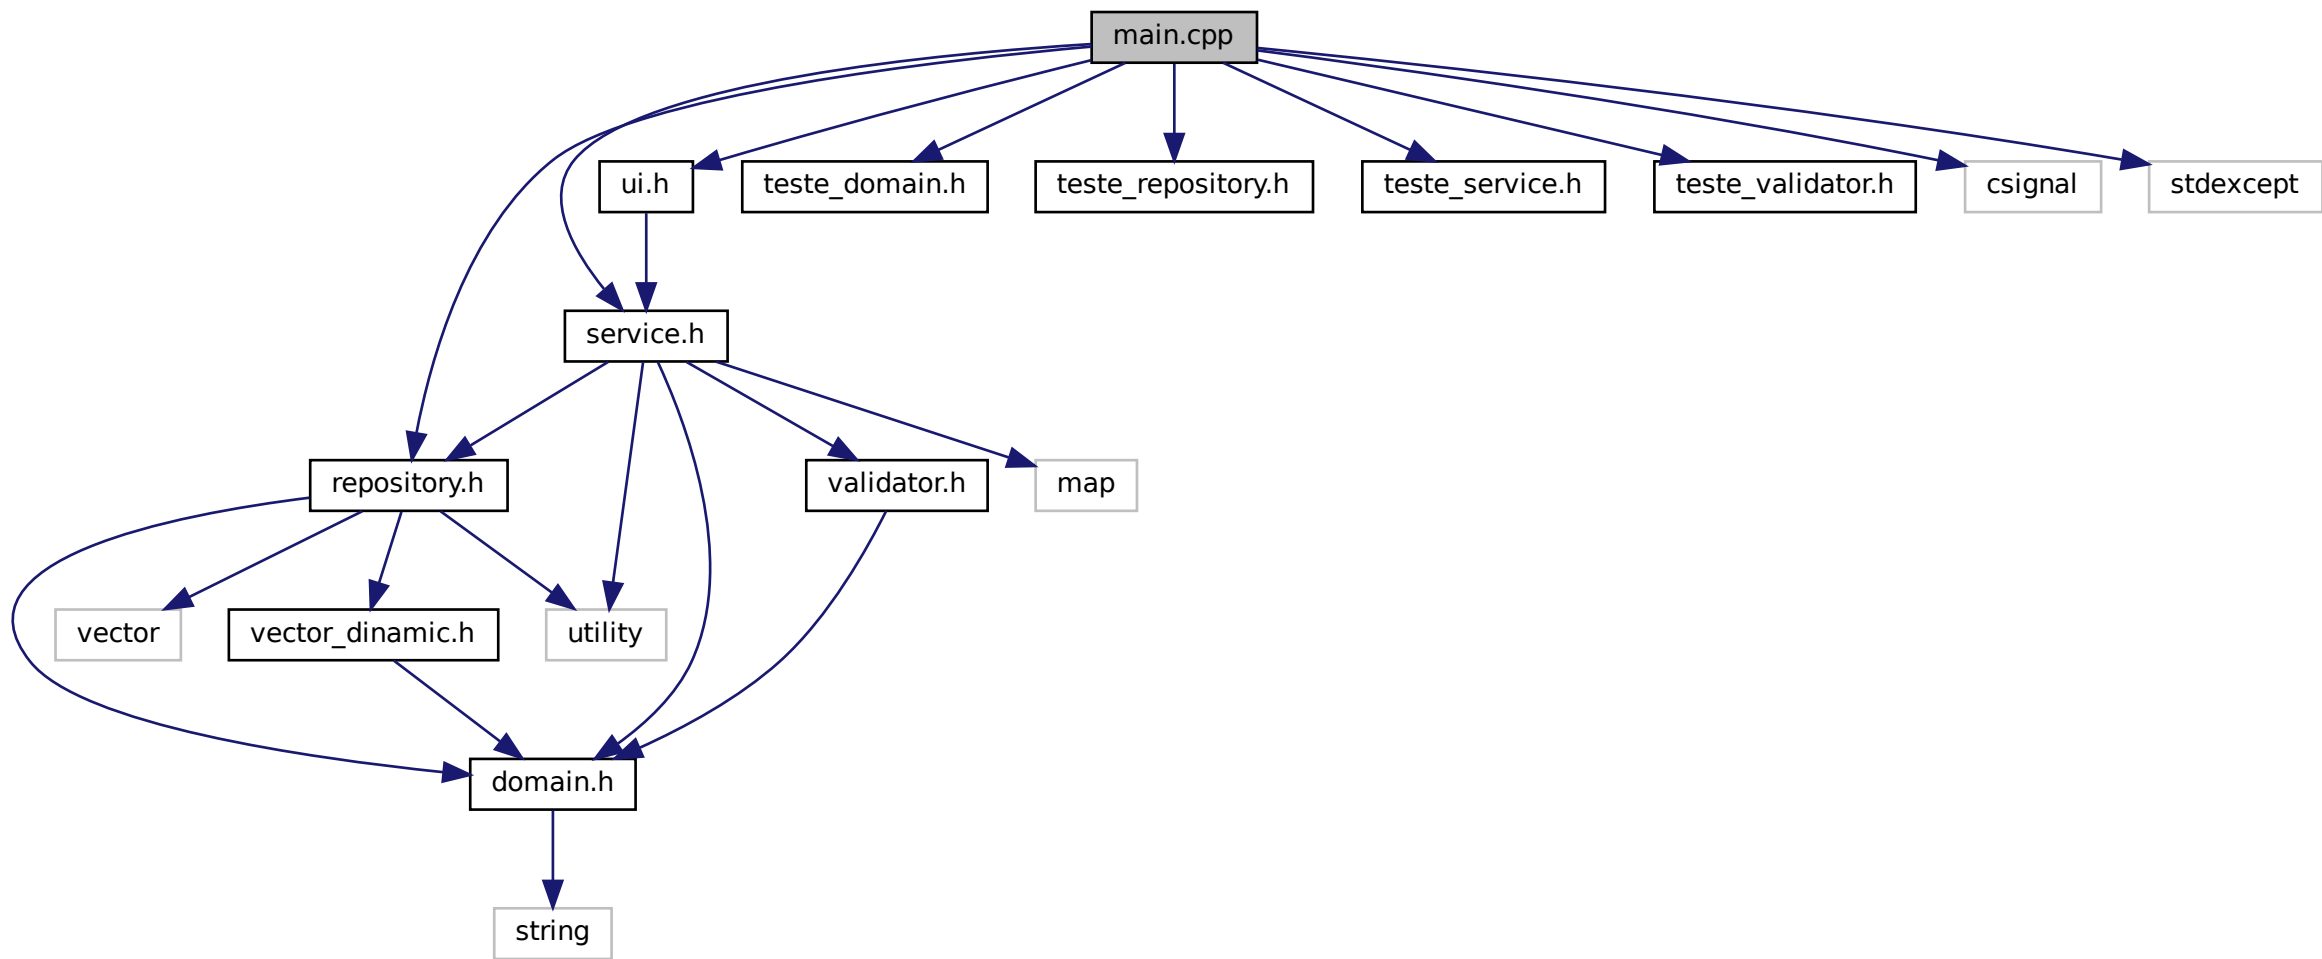 main.cpp
ui.h
teste_domain.h
teste_repository.h
teste_service.h
teste_validator.h
csignal
stdexcept
service.h
repository.h
validator.h
map
vector
vector_dinamic.h
utility
domain.h
string